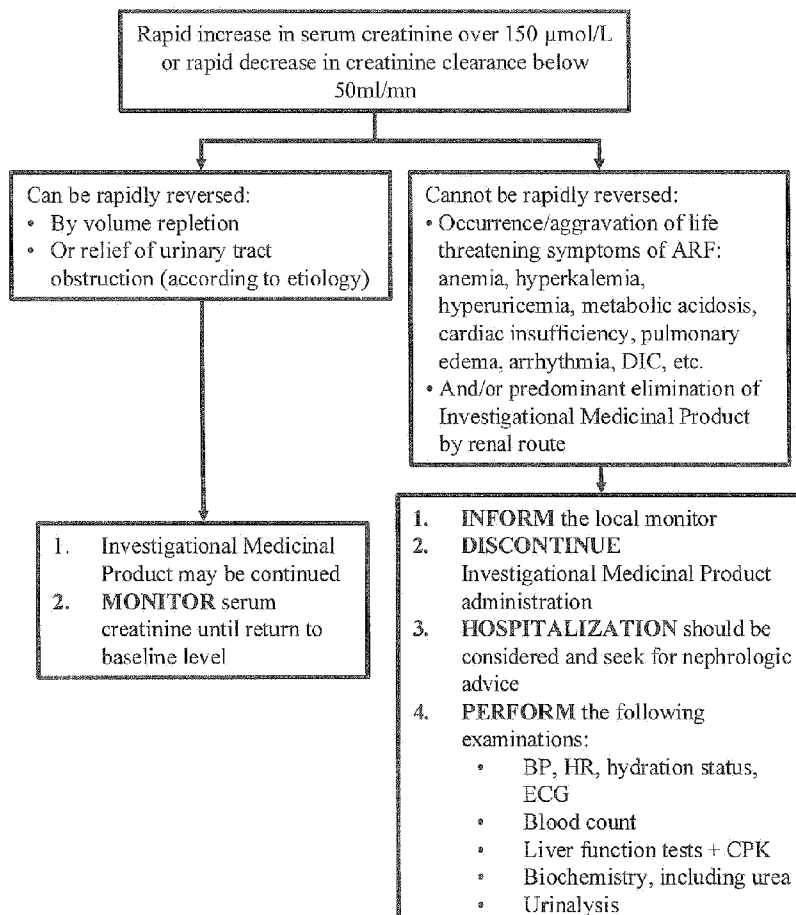 Rapid increase in serum creatinine over 150 µmol/L
or rapid decrease in creatinine clearance below
50ml/mn
Can be rapidly reversed:
• By volume repletion
• Or relief of urinary tract
obstruction (according to etiology)
Cannot be rapidly reversed:
• Occurrence/aggravation of life
threatening symptoms of ARF:
anemia, hyperkalemia,
hyperuricemia, metabolic acidosis,
cardiac insufficiency, pulmonary
edema, arrhythmia, DIC, etc.
• And/or predominant elimination of
Investigational Medicinal Product
by renal route
1. Investigational Medicinal
Product may be continued
2. MONITOR serum
creatinine until return to
baseline level
1. INFORM the local monitor
2. DISCONTINUE
Investigational Medicinal Product
administration
3. HOSPITALIZATION should be
considered and seek for nephrologic
advice
4. PERFORM the following
examinations:
• BP, HR, hydration status,
ECG
• Blood count
• Liver function tests + CPK
• Biochemistry, including urea
• Urinalysis